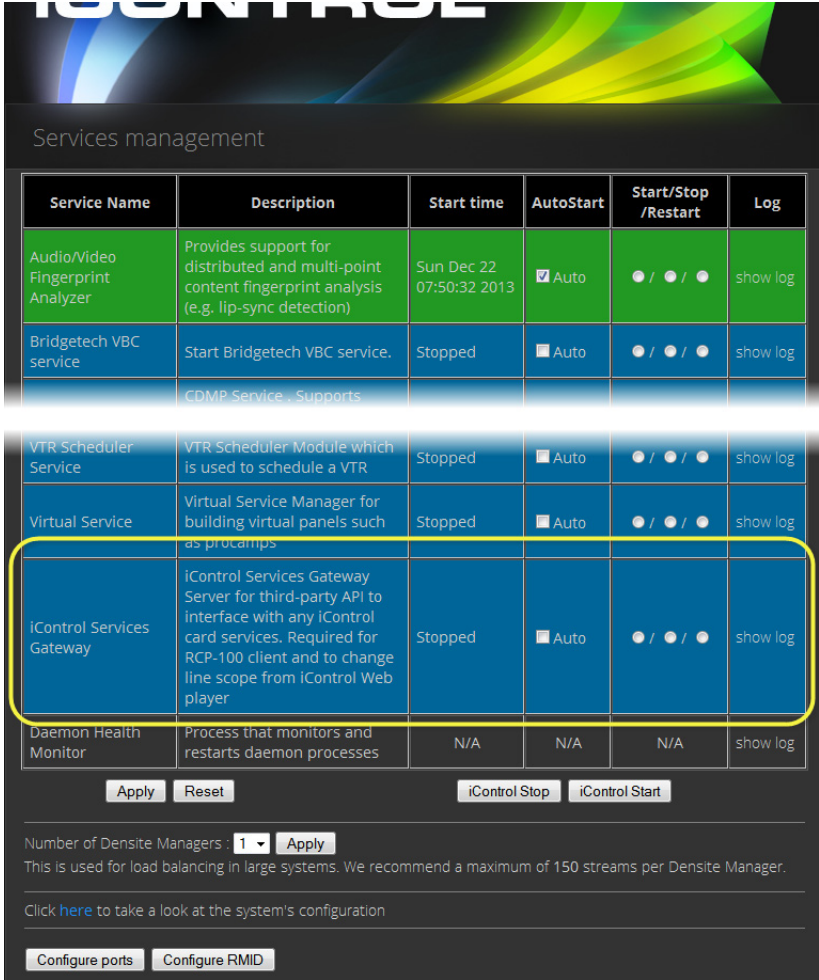 iCONTROL
Services management
Service Name Description Start time AutoStart Start/Stop
/Restart Log
Audio/Video
Fingerprint
Analyzer
Provides support for
distributed and multi-point
content fingerprint analysis
(e.g. lip-sync detection)
Sun Dec 22
07:50:32 2013
Auto
/ /
show log
Bridgetech VBC
service
Start Bridgetech VBC service.
Stopped
Auto
/ /
show log
CDMP Service . Supports
VTR Scheduler
Service
VTR Scheduler Module which
is used to schedule a VTR
Stopped
Auto
/ /
show log
Virtual Service
Virtual Service Manager for
building virtual panels such
as procamps
Stopped
Auto
/ /
show log
iControl Services
Gateway
iControl Services Gateway
Server for third-party API to
interface with any iControl
card services. Required for
RCP-100 client and to change
line scope from iControl Web
player
Stopped
Auto
/ /
show log
Daemon Health
Monitor
Process that monitors and
restarts daemon processes
N/A
N/A
N/A
show log
Apply Reset iControl Stop iControl Start
Number of Densite Managers : 1 Apply
This is used for load balancing in large systems. We recommend a maximum of 150 streams per Densite Manager.
Click here to take a look at the system's configuration
Configure ports Configure RMID